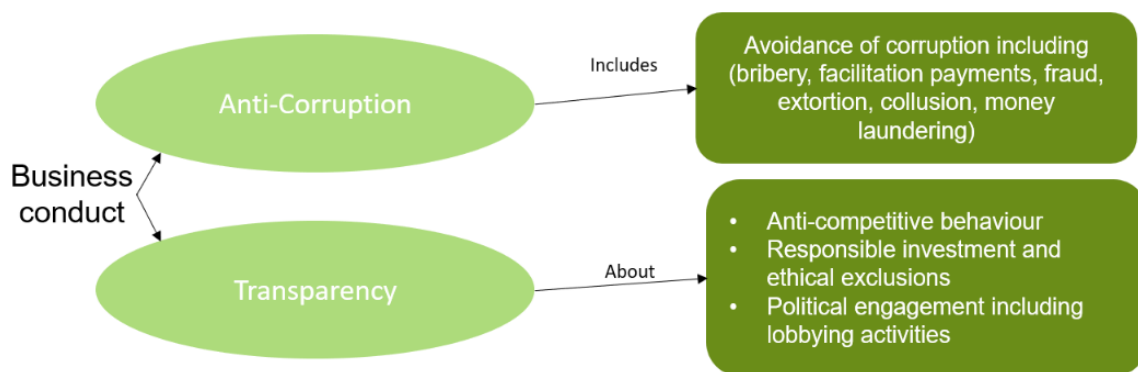 Business
conduct
Anti-Corruption
Includes
Avoidance of corruption including
(bribery, facilitation payments, fraud,
extortion, collusion, money
laundering)
Transparency
About
• Anti-competitive behaviour
• Responsible investment and
ethical exclusions
• Political engagement including
lobbying activities